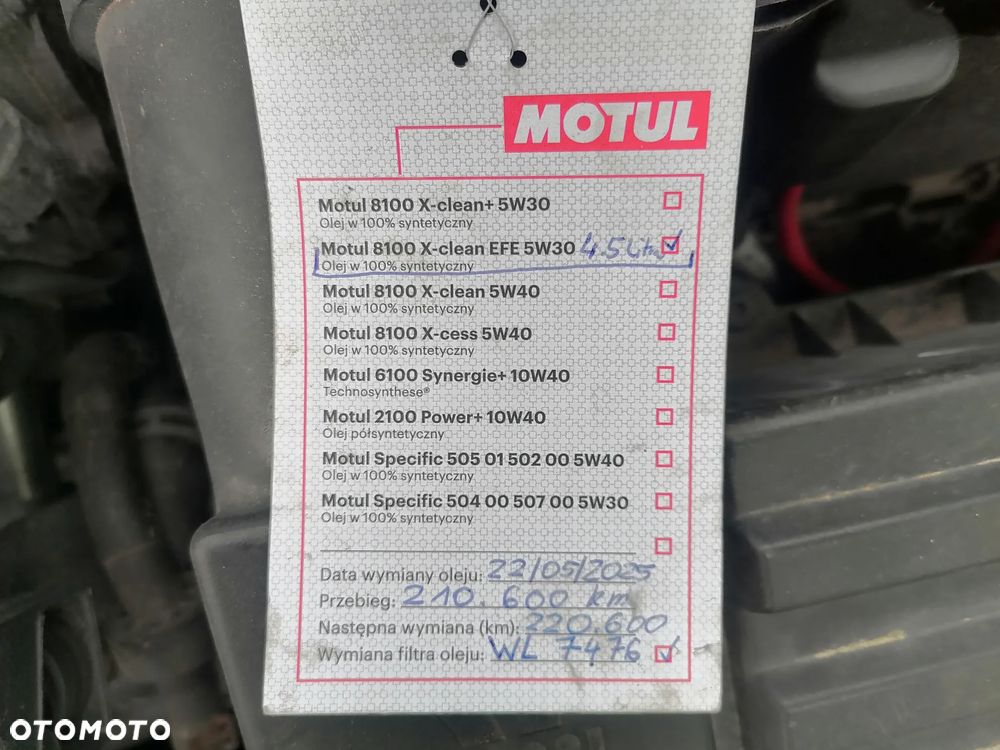 MOTUL
Motul 8100 X-clean+ 5W30
Olej w 100% syntetyczny
Motul 8100 X-clean EFE 5W30 4.5 Litra
Olej w 100% syntetyczny
Motul 8100 X-clean 5W40
Olej w 100% syntetyczny
Motul 8100 X-cess 5W40
Olej w 100% syntetyczny
Motul 6100 Synergie+ 10W40
Technosynthese®
Motul 2100 Power+ 10W40
Olej półsyntetyczny
Motul Specific 505 01 502 00 5W40
Olej w 100% syntetyczny
Motul Specific 504 00 507 00 5W30
Olej w 100% syntetyczny
Data wymiany oleju: 22/05/2025
Przebieg: 210.600 km
Następna wymiana (km): 220.600
Wymiana filtra oleju: WL 7476
OTOMOTO